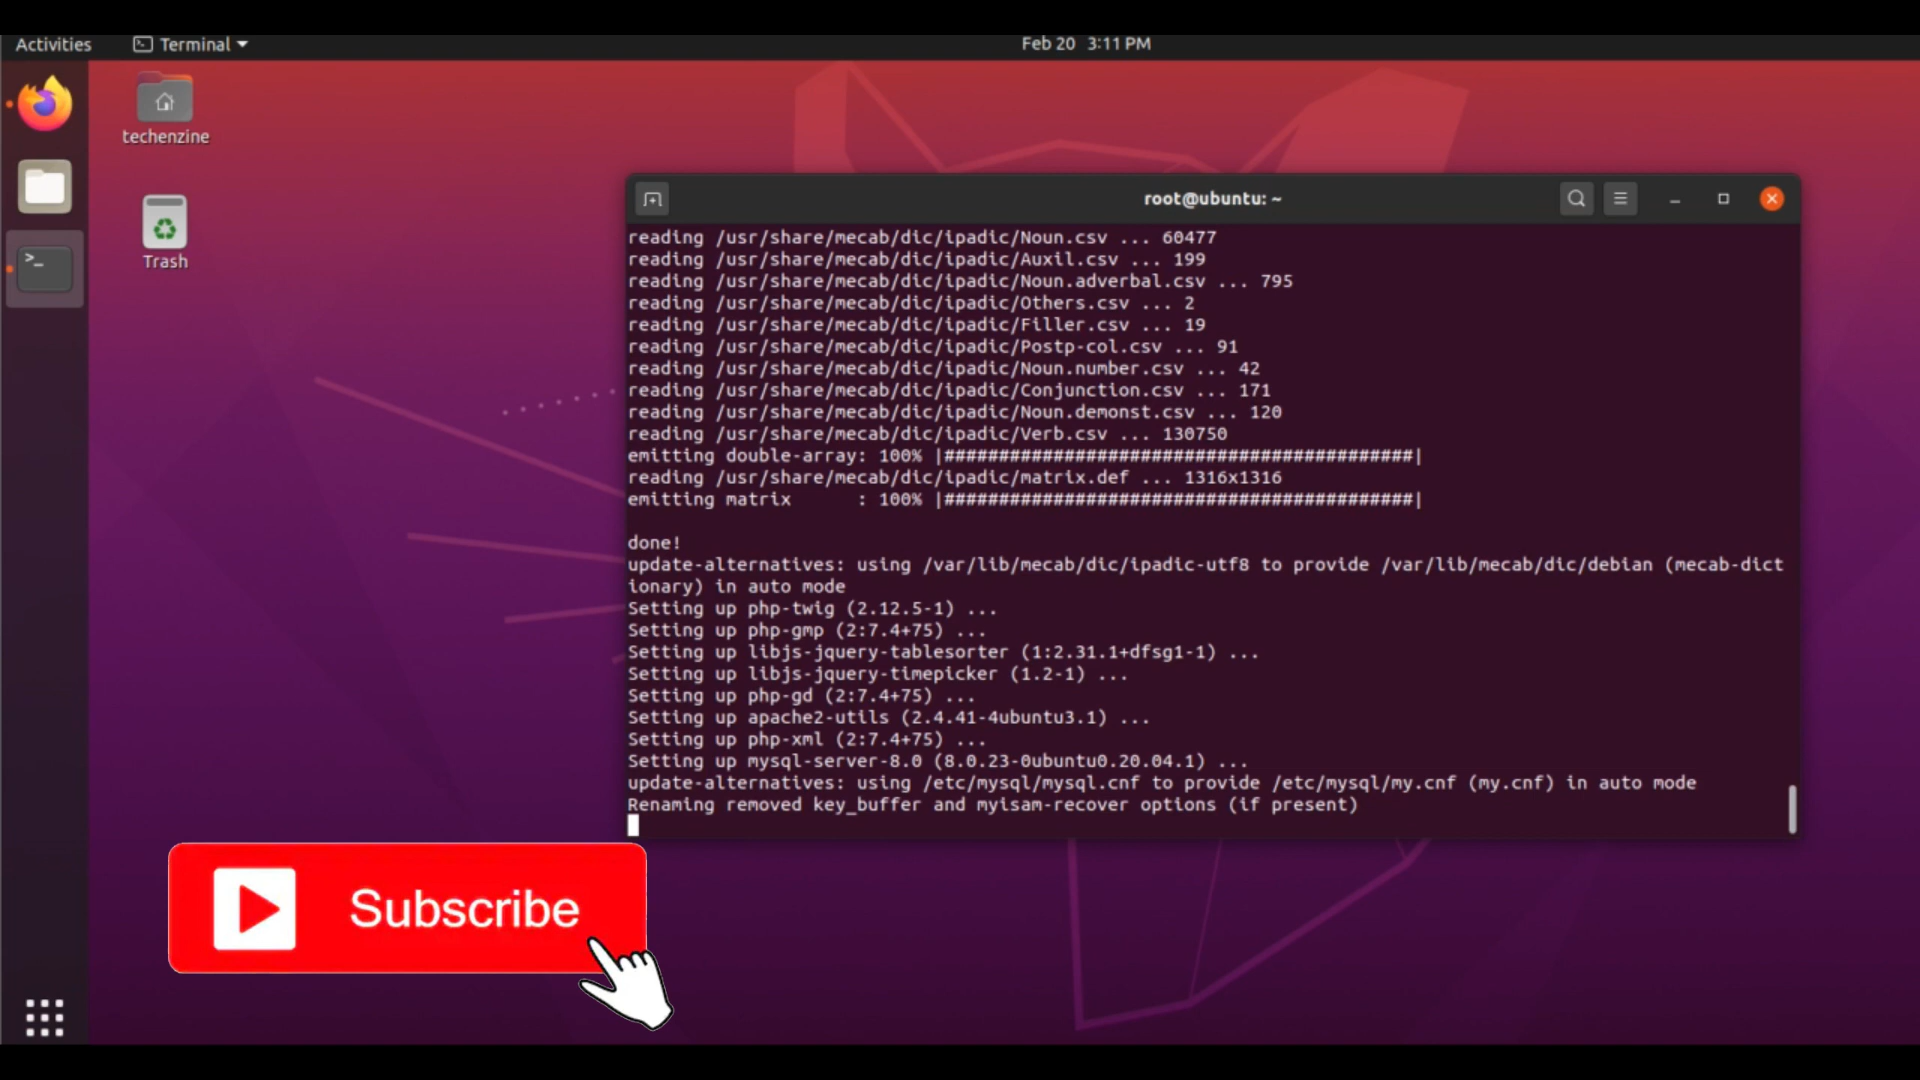 Activities
Terminal
Feb 20 3:11 PM
techenzine
Trash
root@ubuntu: ~
reading /usr/share/mecab/dic/ipadic/Noun.csv ... 60477
reading /usr/share/mecab/dic/ipadic/Auxil.csv ... 199
reading /usr/share/mecab/dic/ipadic/Noun.adverbal.csv ... 795
reading /usr/share/mecab/dic/ipadic/Others.csv ... 2
reading /usr/share/mecab/dic/ipadic/Filler.csv ... 19
reading /usr/share/mecab/dic/ipadic/Postp-col.csv ... 91
reading /usr/share/mecab/dic/ipadic/Noun.number.csv ... 42
reading /usr/share/mecab/dic/ipadic/Conjunction.csv ... 171
reading /usr/share/mecab/dic/ipadic/Noun.demonst.csv ... 120
reading /usr/share/mecab/dic/ipadic/Verb.csv ... 130750
emitting double-array: 100% |###########################################|
reading /usr/share/mecab/dic/ipadic/matrix.def ... 1316x1316
emitting matrix      : 100% |###########################################|
done!
update-alternatives: using /var/lib/mecab/dic/ipadic-utf8 to provide /var/lib/mecab/dic/debian (mecab-dict
ionary) in auto mode
Setting up php-twig (2.12.5-1) ...
Setting up php-gmp (2:7.4+75) ...
Setting up libjs-jquery-tablesorter (1:2.31.1+dfsg1-1) ...
Setting up libjs-jquery-timepicker (1.2-1) ...
Setting up php-gd (2:7.4+75) ...
Setting up apache2-utils (2.4.41-4ubuntu3.1) ...
Setting up php-xml (2:7.4+75) ...
Setting up mysql-server-8.0 (8.0.23-0ubuntu0.20.04.1) ...
update-alternatives: using /etc/mysql/mysql.cnf to provide /etc/mysql/my.cnf (my.cnf) in auto mode
Renaming removed key_buffer and myisam-recover options (if present)
Subscribe